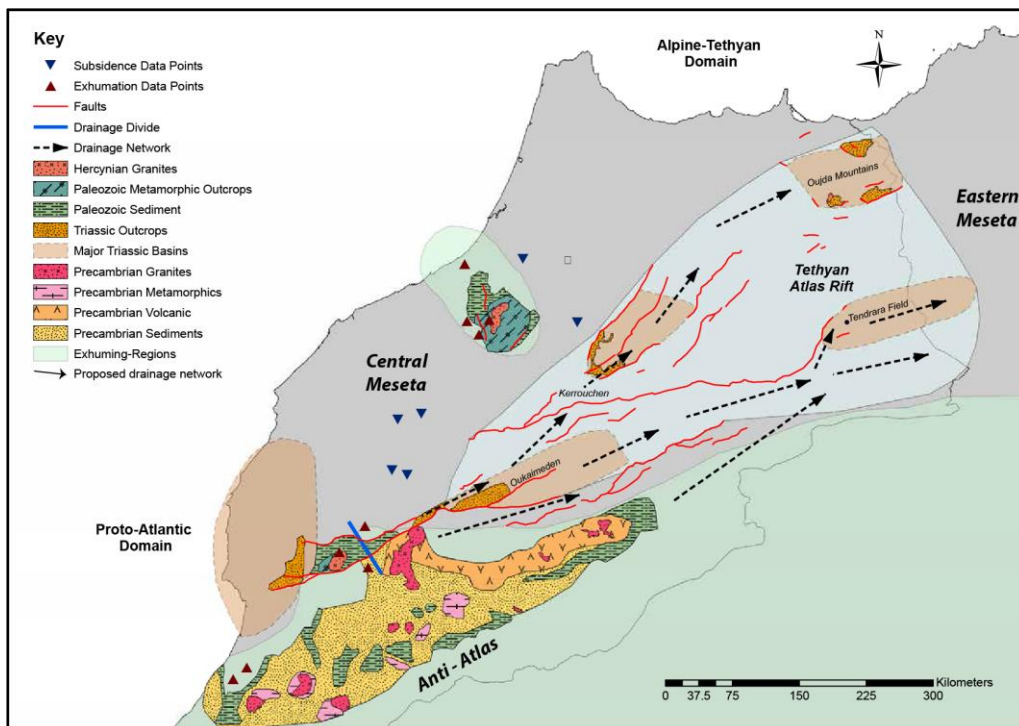 Key
Subsidence Data Points
Exhumation Data Points
Faults
Drainage Divide
Drainage Network
Hercynian Granites
Paleozoic Metamorphic Outcrops
Paleozoic Sediment
Triassic Outcrops
Major Triassic Basins
Precambrian Granites
Precambrian Metamorphics
Precambrian Volcanic
Precambrian Sediments
Exhuming-Regions
Proposed drainage network
Alpine-Tethyan
Domain
N
Oujda Mountains
Eastern
Meseta
Tethyan
Atlas Rift
Tendrara Field
Central
Meseta
Kerrouchen
Oukaimeden
Proto-Atlantic
Domain
Anti-Atlas
Kilometers
0 37.5 75 150 225 300